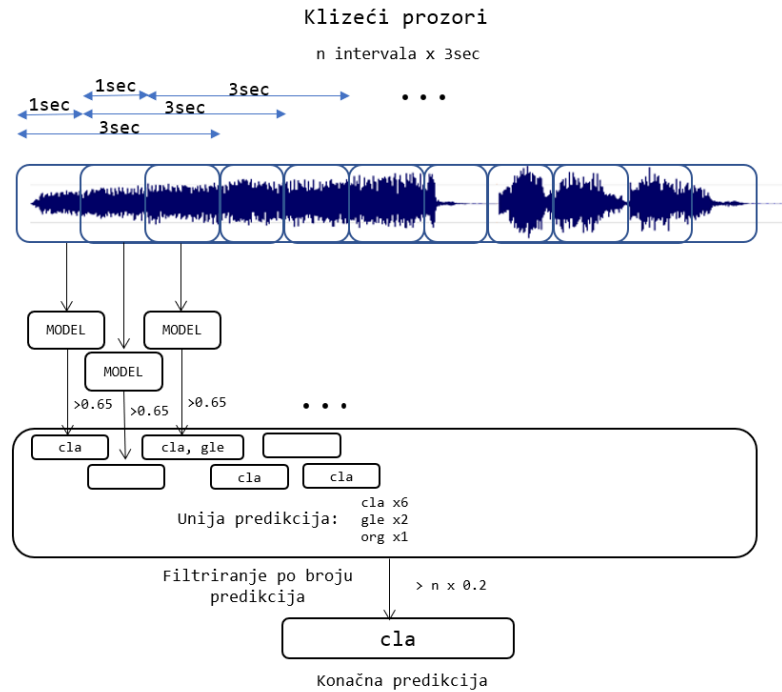 Klizeći prozori
n intervala x 3sec
1sec 3sec
1sec 3sec
3sec
MODEL MODEL
MODEL
>0.65 >0.65 >0.65
cla cla, gle
cla cla
Unija predikcija:
cla x6
gle x2
org x1
Filtriranje po broju
predikcija
> n x 0.2
cla
Konačna predikcija